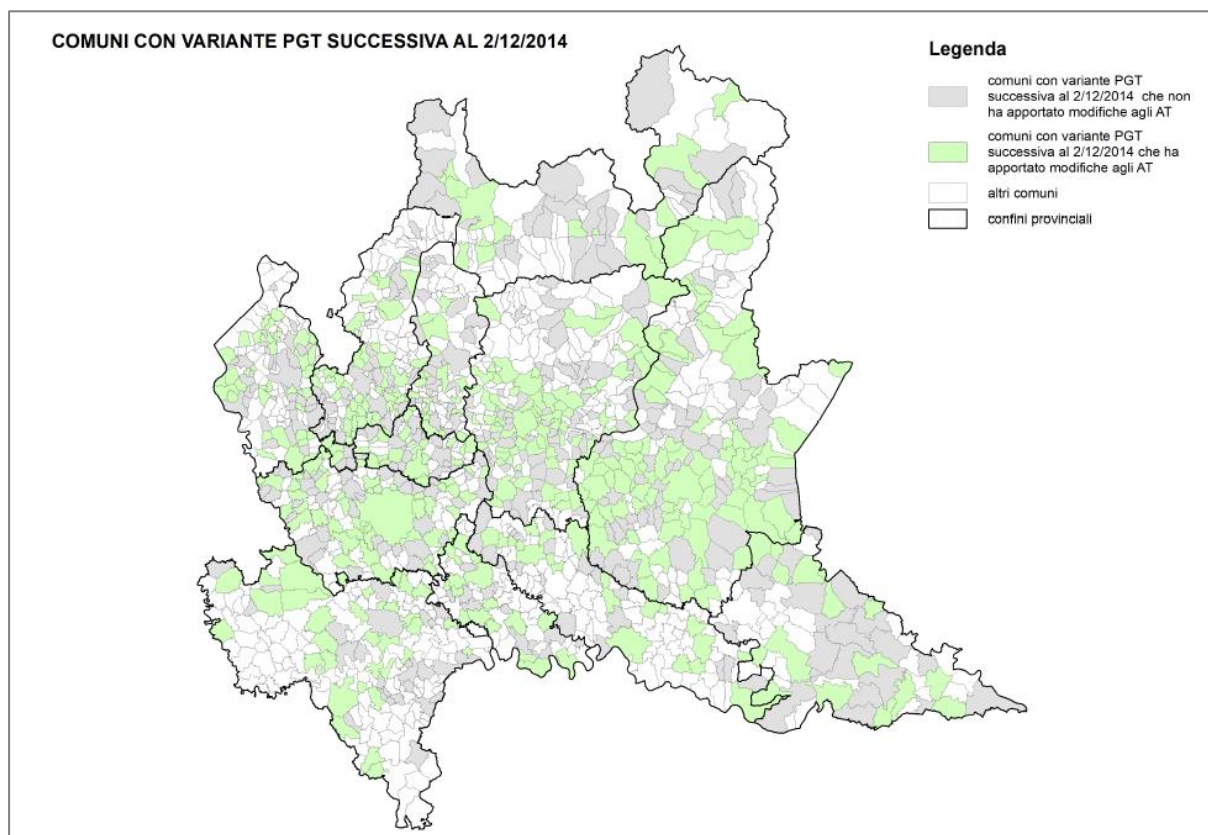 COMUNI CON VARIANTE PGT SUCCESSIVA AL 2/12/2014
Legenda
comuni con variante PGT
successiva al 2/12/2014 che non
ha apportato modifiche agli AT
comuni con variante PGT
successiva al 2/12/2014 che ha
apportato modifiche agli AT
altri comuni
confini provinciali